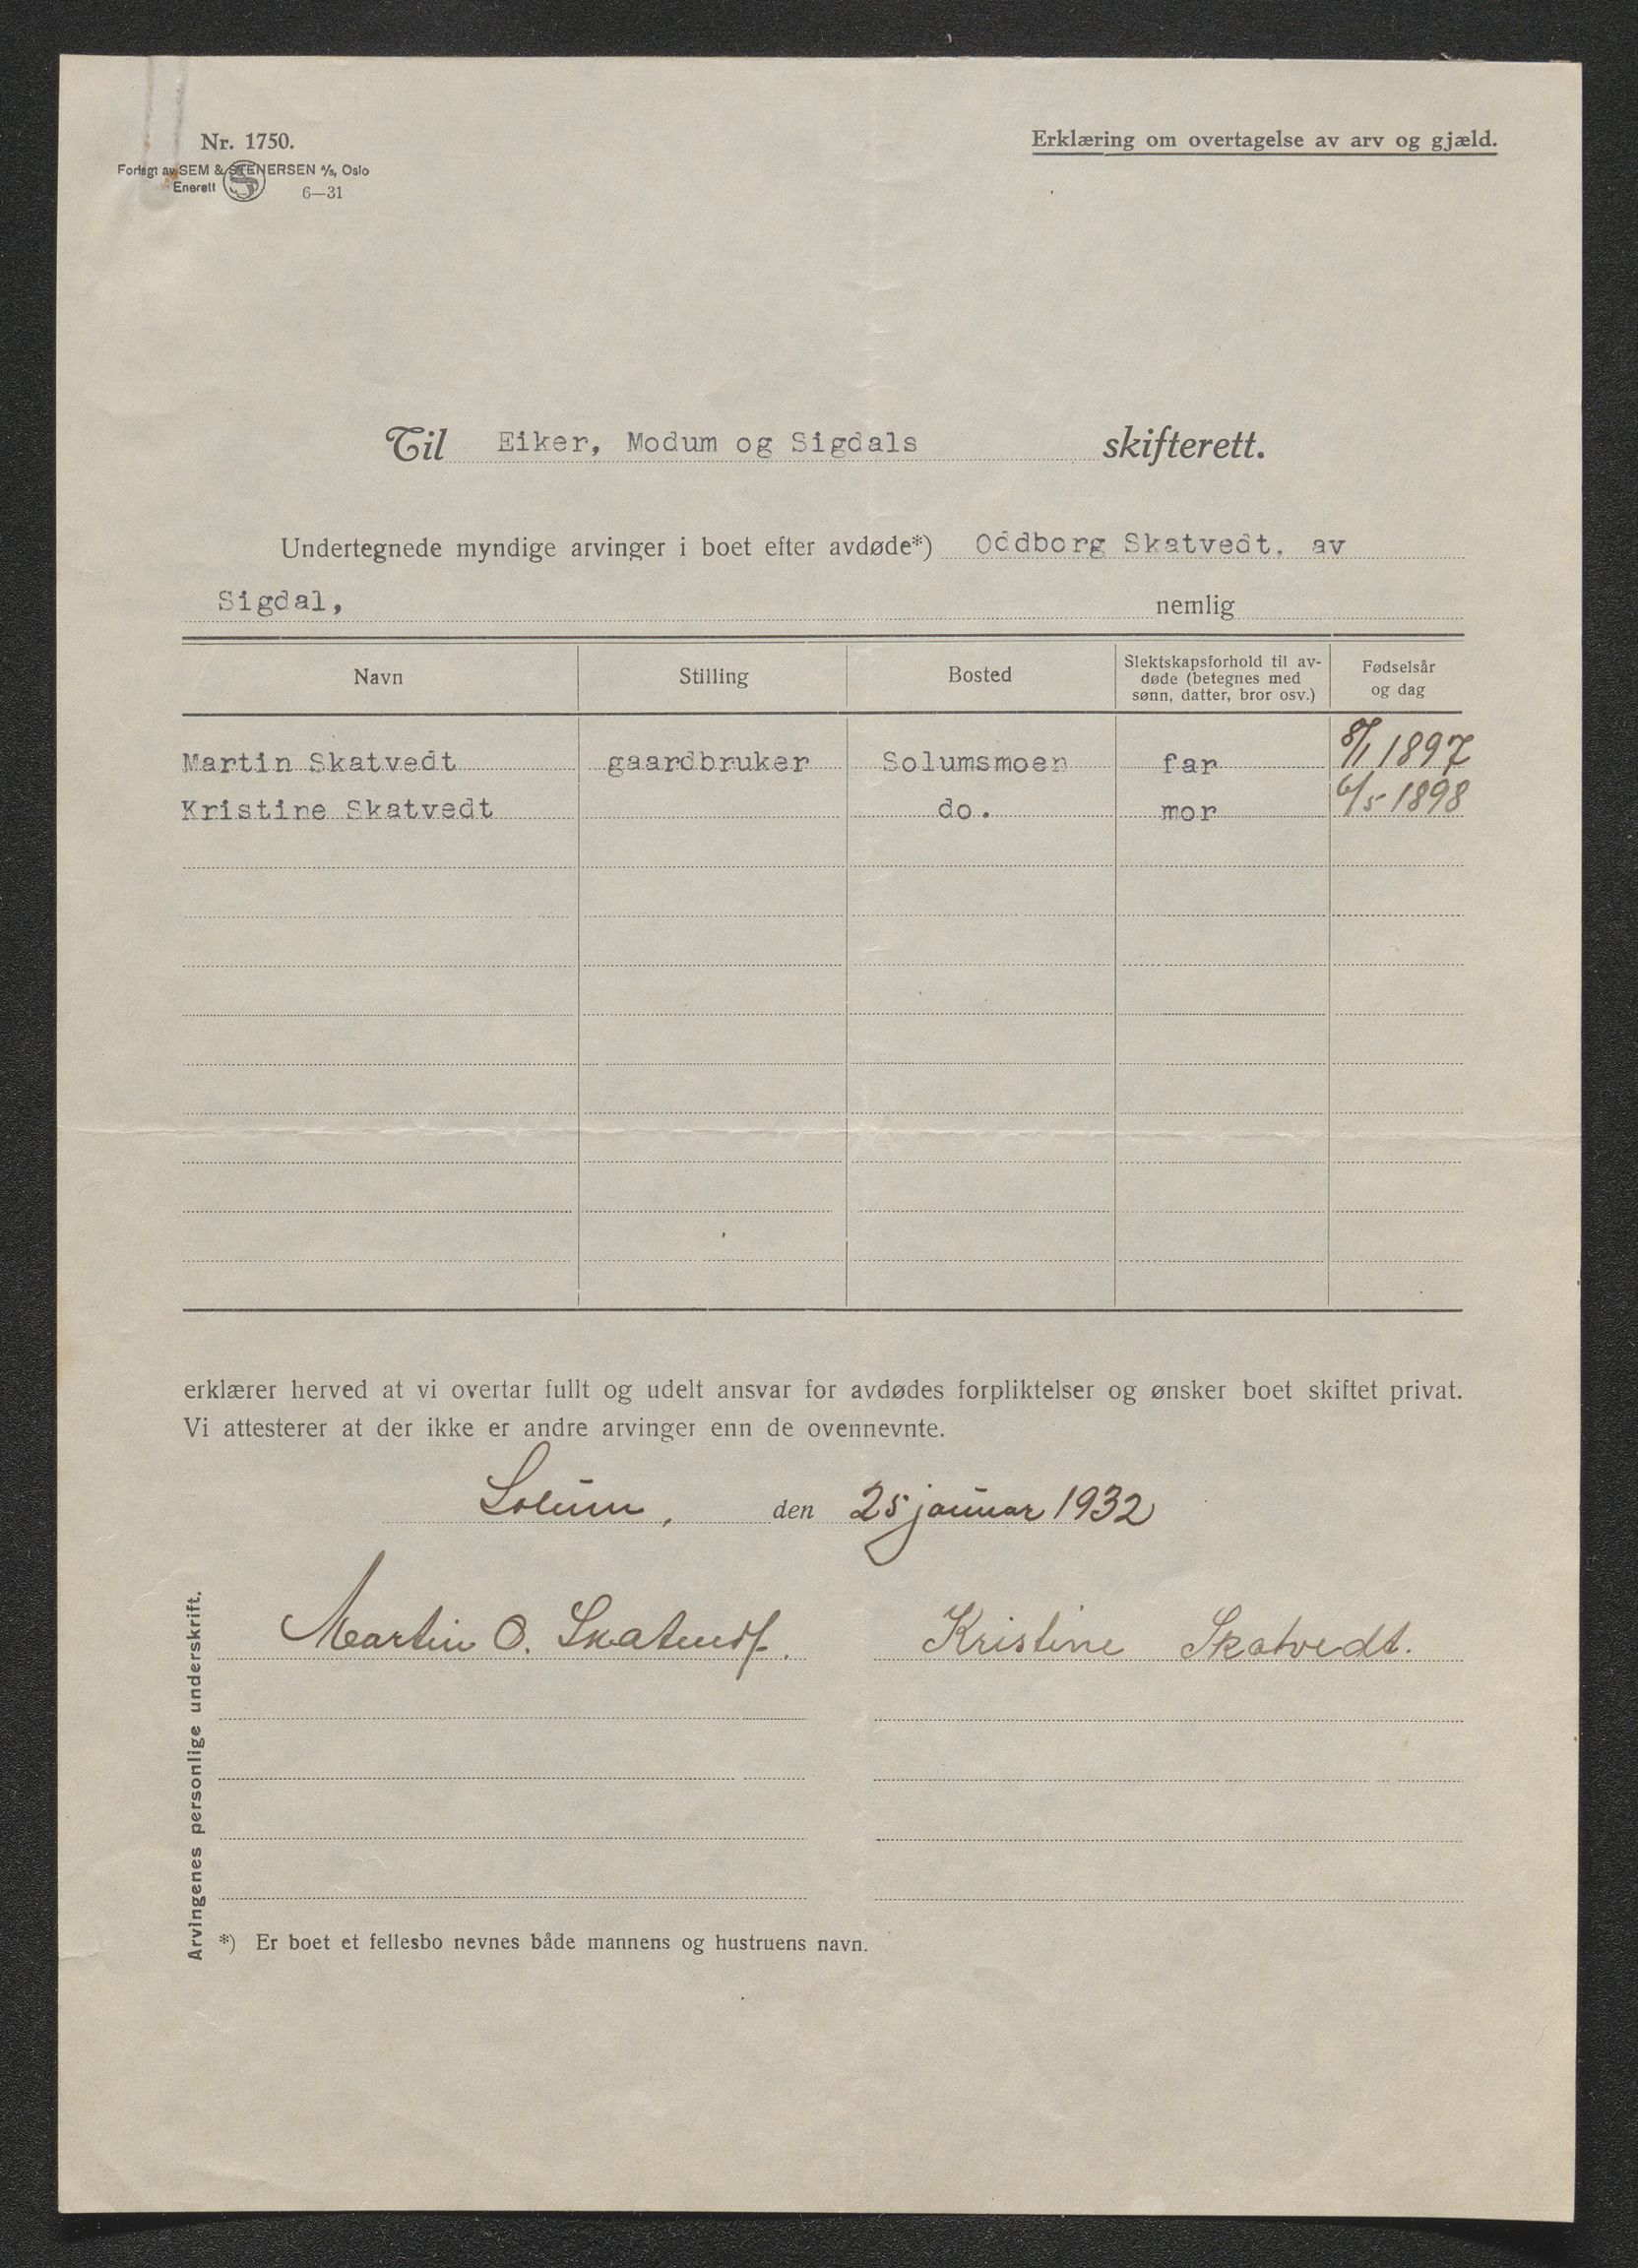 Nr. 1750.
Erklæring om overtagelse av arv og gjæld.
Forlagt av SEM & STENERSEN A/s, Oslo
Enerett 6—31
Til Eiker, Modum og Sigdals skifterett.
Undertegnede myndige arvinger i boet efter avdøde*) Oddborg Skatvedt, av
Sigdal, nemlig
Navn Stilling Bosted Slektskapsforhold til av- Fødselsår
døde (betegnes med og dag
sønn, datter, bror osv.)
Martin Skatvedt gaardbruker Solumsmoen far 8/1 1897
Kristine Skatvedt do. mor 6/5 1898
erklærer herved at vi overtar fullt og udelt ansvar for avdødes forpliktelser og ønsker boet skiftet privat.
Vi attesterer at der ikke er andre arvinger enn de ovennevnte.
Solum, den 25 januar 1932
Arvingenes personlige underskrift.
Martin O. Skatvedt. Kristine Skatvedt.
*) Er boet et fellesbo nevnes både mannens og hustruens navn.